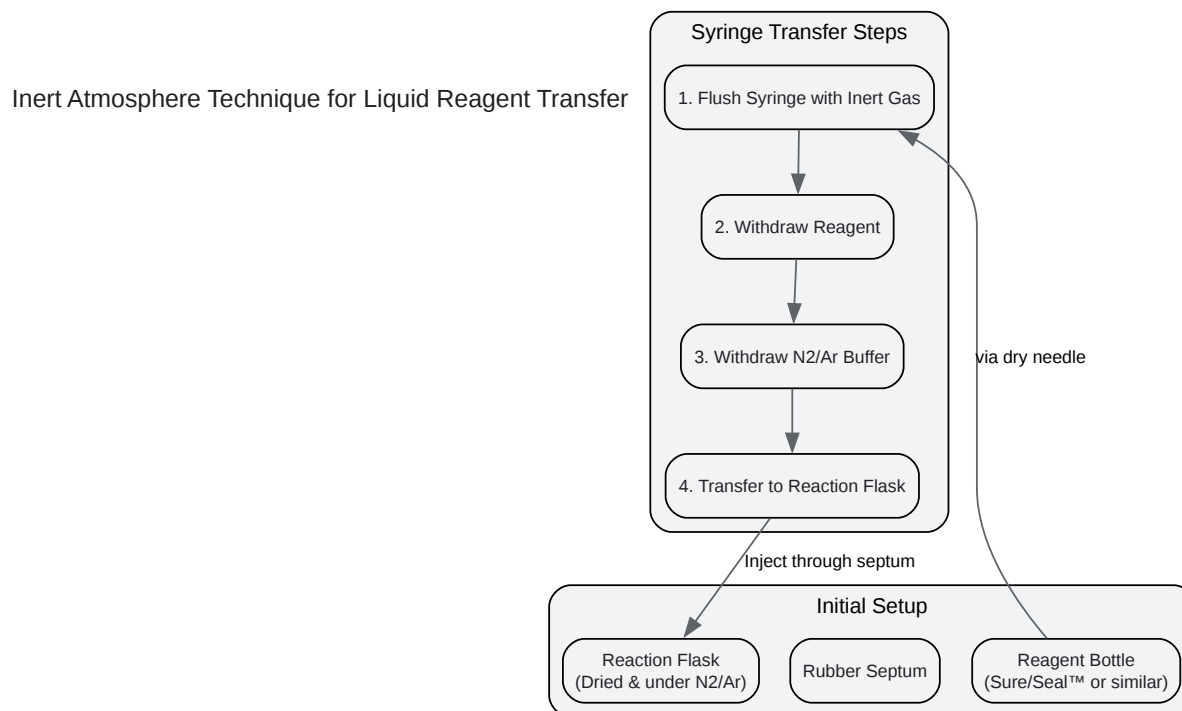 Syringe Transfer Steps
Inert Atmosphere Technique for Liquid Reagent Transfer
1. Flush Syringe with Inert Gas
2. Withdraw Reagent
3. Withdraw N2/Ar Buffer
via dry needle
4. Transfer to Reaction Flask
Inject through septum
Initial Setup
Reaction Flask
(Dried & under N2/Ar)
Rubber Septum
Reagent Bottle
(Sure/Seal™ or similar)